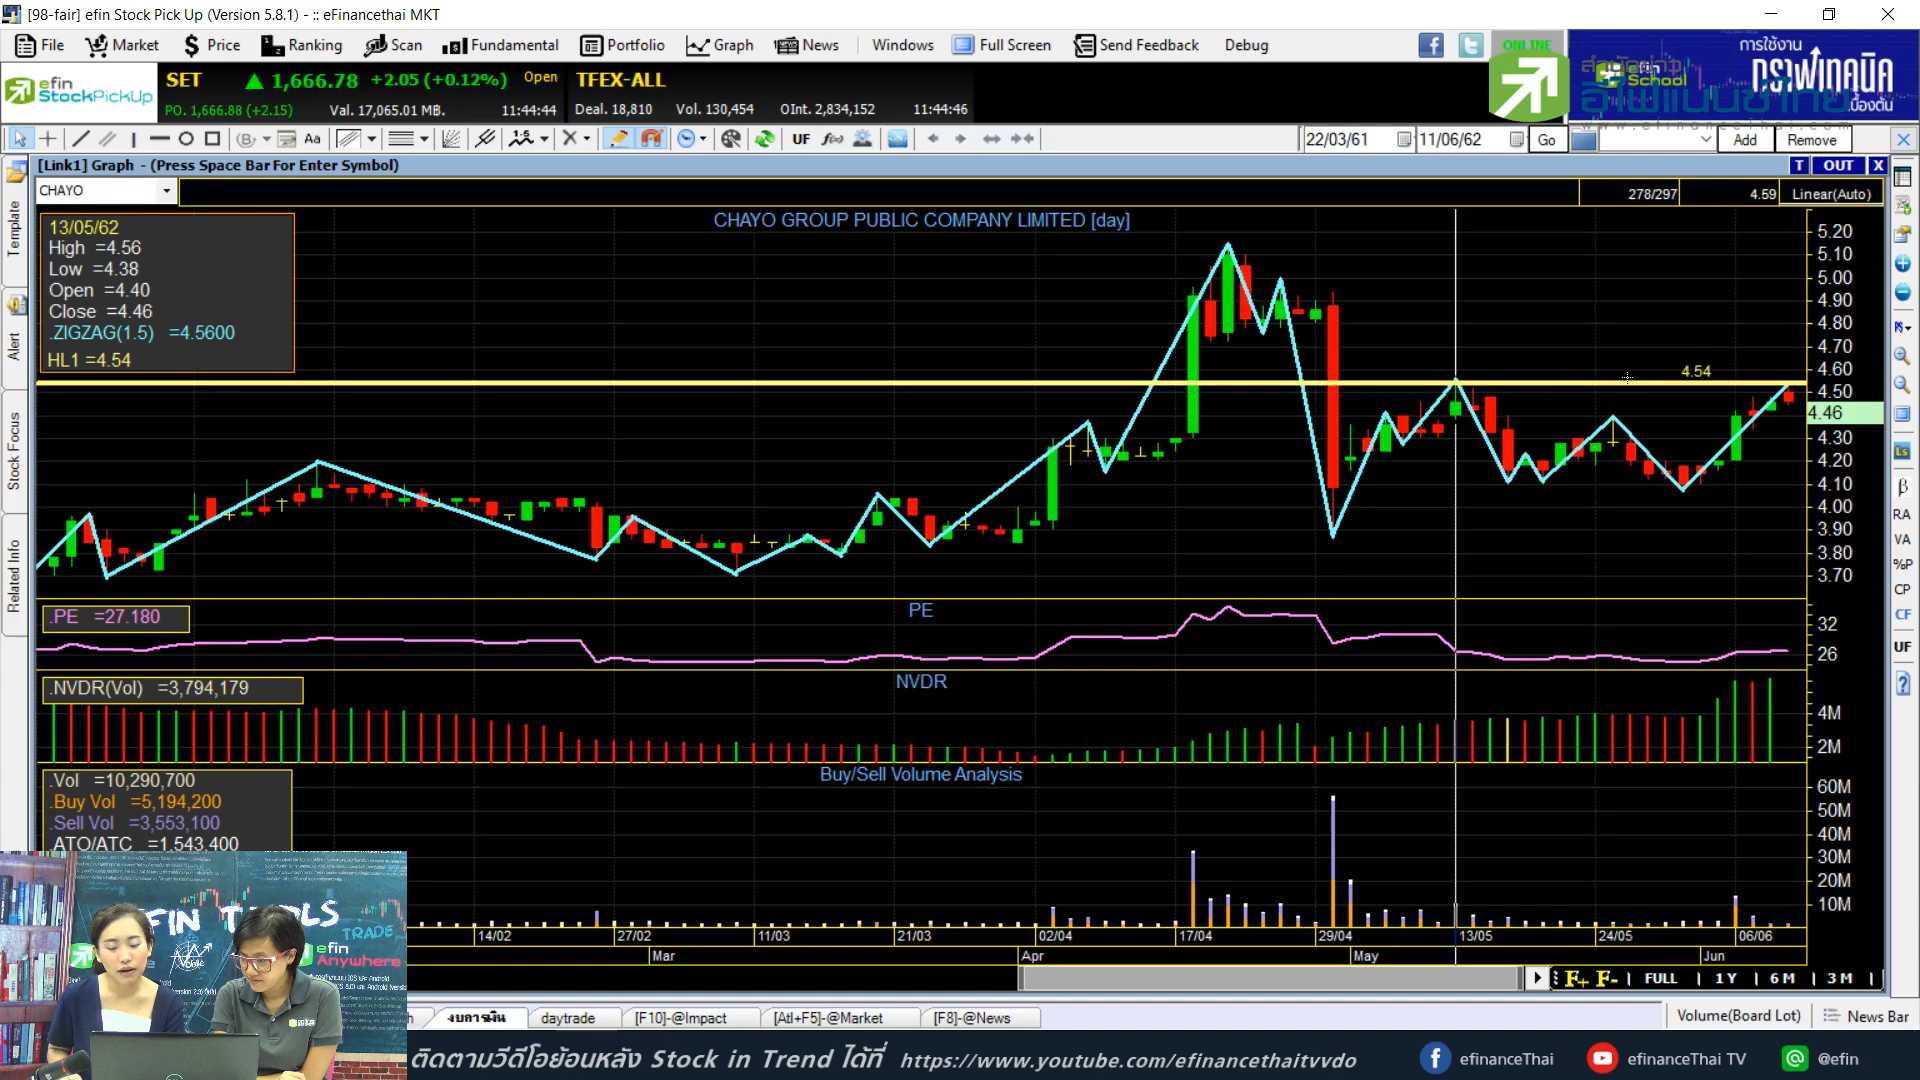 [98-fair] efin Stock Pick Up (Version 5.8.1) - :: eFinancethai MKT
File Market Price Ranking Scan Fundamental Portfolio Graph News Windows Full Screen Send Feedback Debug
ONLINE
efin School
การใช้งาน
กราฟเทคนิค
เบื้องต้น
efin
StockPickUp
SET ▲ 1,666.78 +2.05 (+0.12%) Open
PO. 1,666.88 (+2.15) Val. 17,065.01 MB. 11:44:44
TFEX-ALL
Deal. 18,810 Vol. 130,454 OInt. 2,834,152 11:44:46
Aa UF f(x) 22/03/61 11/06/62 Go Add Remove
[Link1] Graph - (Press Space Bar For Enter Symbol) T OUT X
CHAYO 278/297 4.59 Linear(Auto)
Template
Alert
Stock Focus
Related Info
CHAYO GROUP PUBLIC COMPANY LIMITED [day]
13/05/62
High =4.56
Low =4.38
Open =4.40
Close =4.46
.ZIGZAG(1.5) =4.5600
HL1 =4.54
4.54
5.20
5.10
5.00
4.90
4.80
4.70
4.60
4.50
4.46
4.30
4.20
4.10
4.00
3.90
3.80
3.70
.PE =27.180
PE
32
26
.NVDR(Vol) =3,794,179
NVDR
4M
2M
Buy/Sell Volume Analysis
.Vol =10,290,700
.Buy Vol =5,194,200
.Sell Vol =3,553,100
.ATO/ATC =1,543,400
60M
50M
40M
30M
20M
10M
Ls
β
RA
VA
%P
CP
CF
UF
?
14/02 27/02 11/03 21/03 02/04 17/04 29/04 13/05 24/05 06/06
Mar Apr May Jun
F+ F- | FULL | 1 Y | 6 M | 3 M |
งบการเงิน daytrade [F10]-@Impact [Atl+F5]-@Market [F8]-@News
Volume(Board Lot) News Bar
TRADE
efin
Anywhere
ติดตามวีดีโอย้อนหลัง Stock in Trend ได้ที่ https://www.youtube.com/efinancethaitvvdo
efinanceThai efinanceThai TV @efin